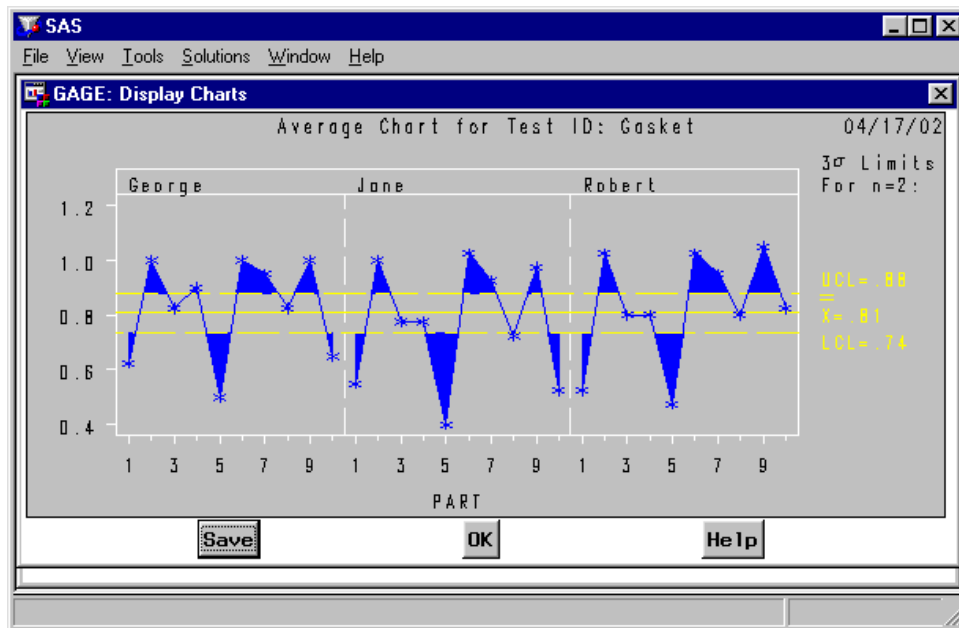 SAS
File View Tools Solutions Window Help
GAGE: Display Charts
Average Chart for Test ID: Gasket 04/17/02
3σ Limits
For n=2:
George Jane Robert
1.2
1.0
0.8
0.6
0.4
UCL=.88
X=.81
LCL=.74
1 3 5 7 9 1 3 5 7 9 1 3 5 7 9
PART
Save OK Help